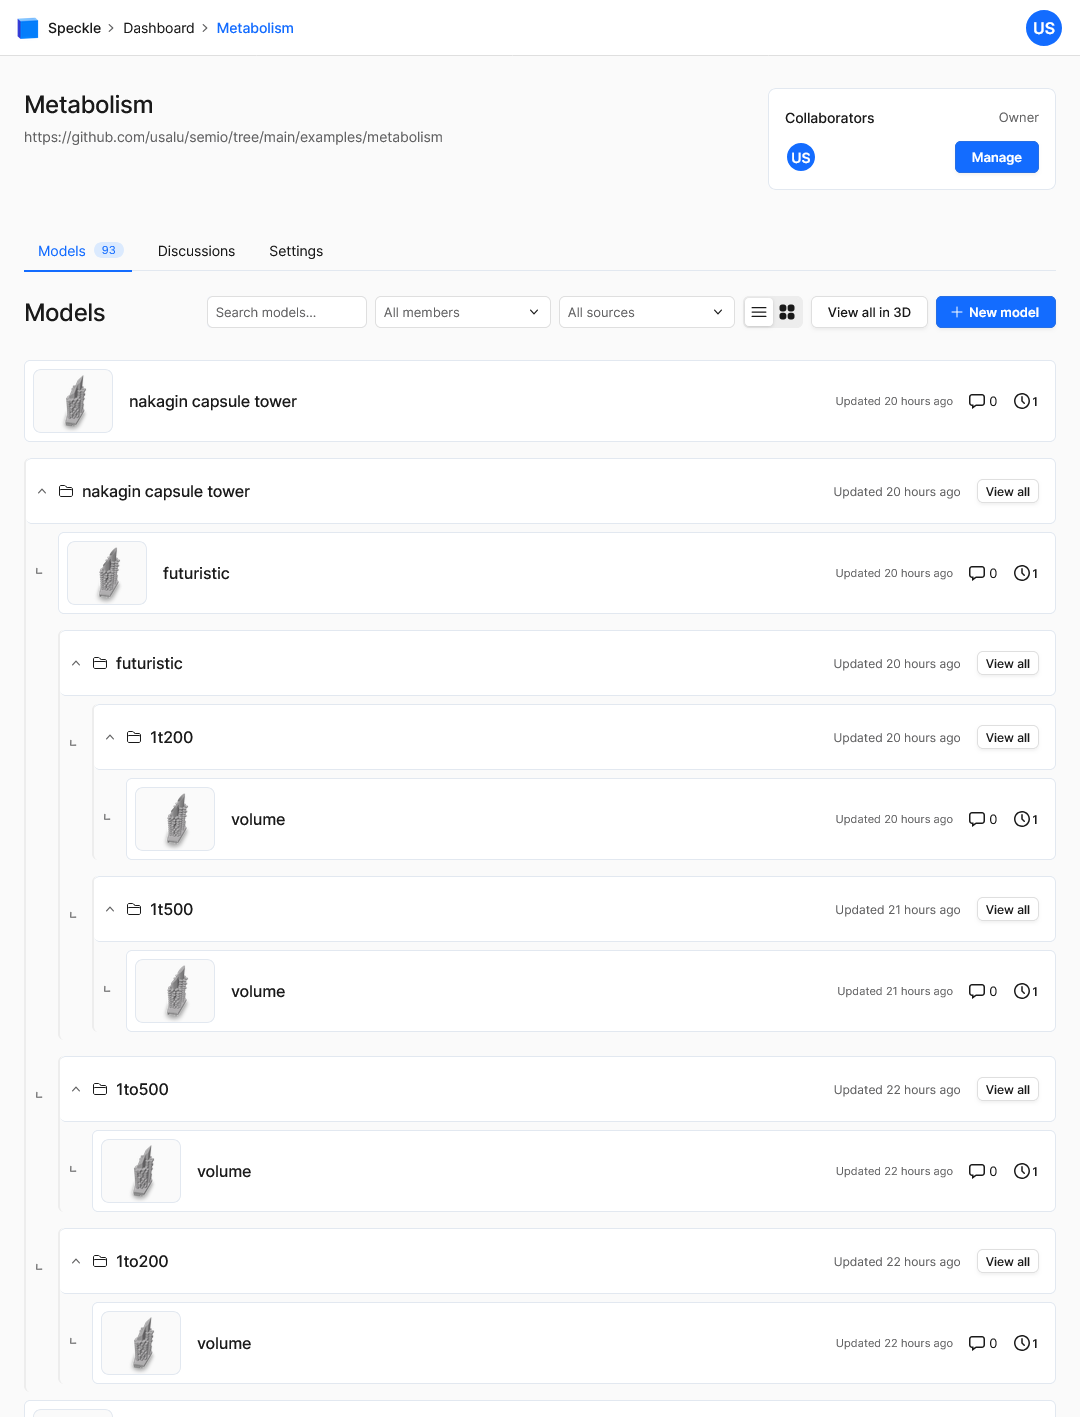 Speckle > Dashboard > Metabolism
US
Metabolism
https://github.com/usalu/semio/tree/main/examples/metabolism
Collaborators Owner
US Manage
Models 93 Discussions Settings
Models Search models... All members All sources View all in 3D + New model
nakagin capsule tower Updated 20 hours ago 0 1
nakagin capsule tower Updated 20 hours ago View all
futuristic Updated 20 hours ago 0 1
futuristic Updated 20 hours ago View all
1t200 Updated 20 hours ago View all
volume Updated 20 hours ago 0 1
1t500 Updated 21 hours ago View all
volume Updated 21 hours ago 0 1
1to500 Updated 22 hours ago View all
volume Updated 22 hours ago 0 1
1to200 Updated 22 hours ago View all
volume Updated 22 hours ago 0 1